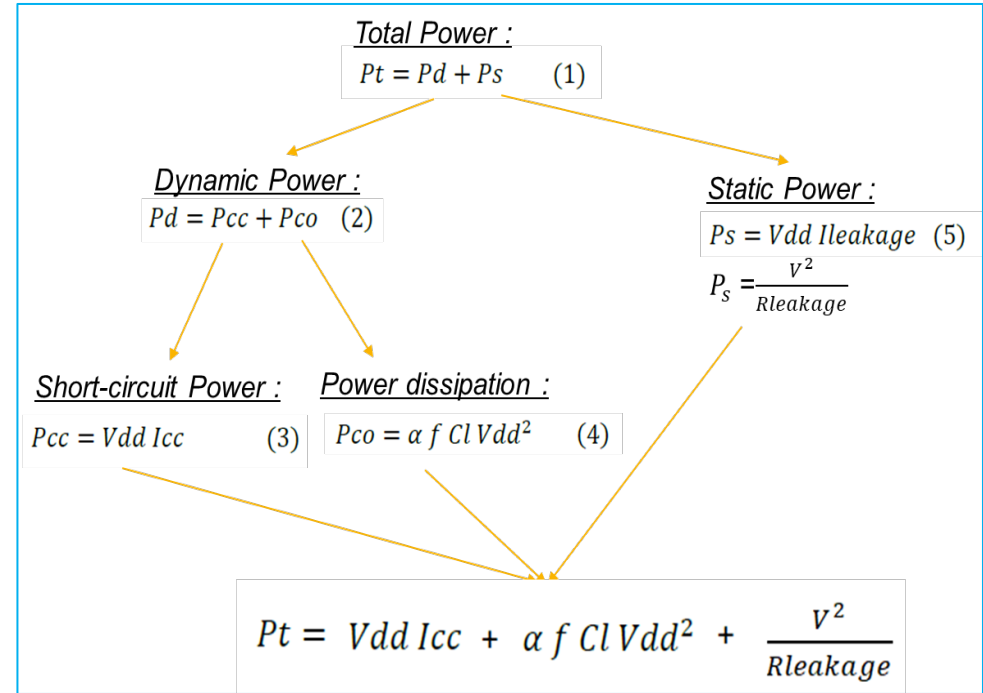 Total Power :
Pt = Pd + Ps (1)
Dynamic Power :
Pd = Pcc + Pco (2)
Static Power :
Ps = Vdd Ileakage (5)
Pₛ = V² / Rleakage
Short-circuit Power :
Pcc = Vdd Icc (3)
Power dissipation :
Pco = α f Cl Vdd² (4)
Pt = Vdd Icc + α f Cl Vdd² + V² / Rleakage